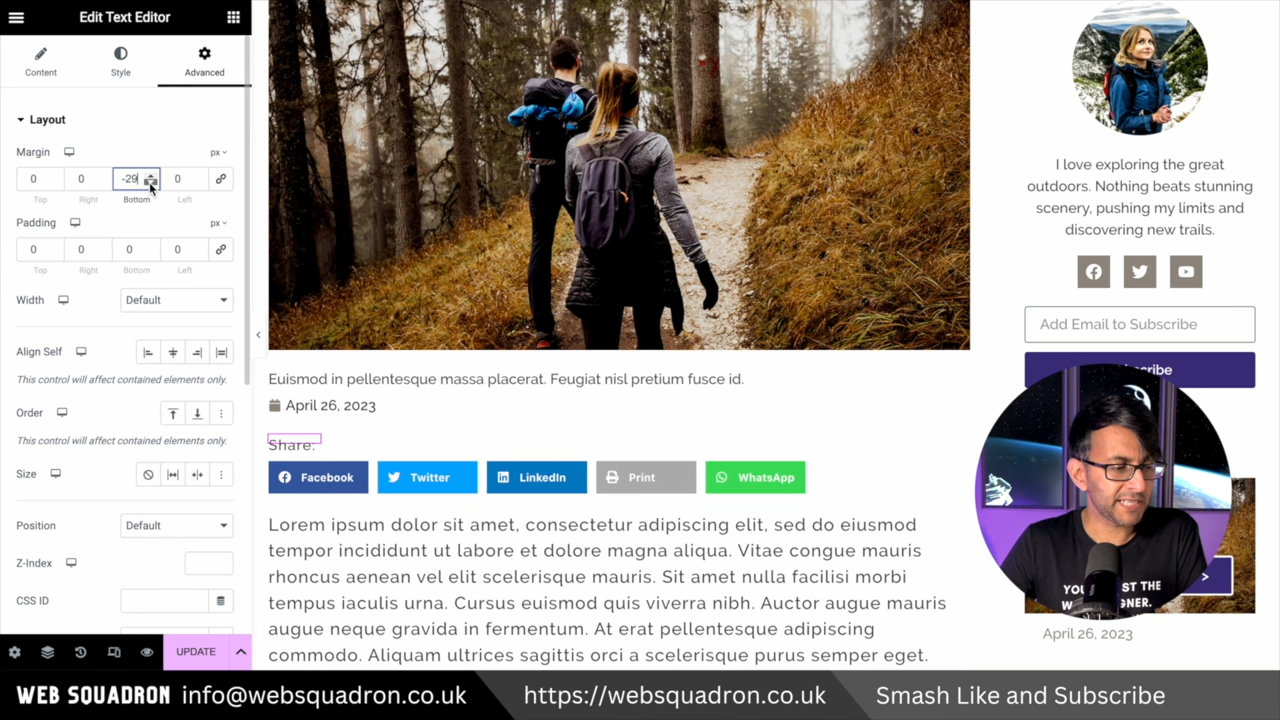 Edit Text Editor
Content
Style
Advanced
Layout
Margin
px
0
0
-29
0
Top
Right
Bottom
Left
Padding
px
0
0
0
0
Top
Right
Bottom
Left
Width
Default
Align Self
This control will affect contained elements only.
Order
This control will affect contained elements only.
Size
Position
Default
Z-Index
CSS ID
UPDATE
Euismod in pellentesque massa placerat. Feugiat nisl pretium fusce id.
April 26, 2023
Share:
Facebook
Twitter
LinkedIn
Print
WhatsApp
Lorem ipsum dolor sit amet, consectetur adipiscing elit, sed do eiusmod
tempor incididunt ut labore et dolore magna aliqua. Vitae congue mauris
rhoncus aenean vel elit scelerisque mauris. Sit amet nulla facilisi morbi
tempus iaculis urna. Cursus euismod quis viverra nibh. Auctor augue mauris
augue neque gravida in fermentum. At erat pellentesque adipiscing
commodo. Aliquam ultrices sagittis orci a scelerisque purus semper eget.
I love exploring the great
outdoors. Nothing beats stunning
scenery, pushing my limits and
discovering new trails.
Add Email to Subscribe
April 26, 2023
WEB SQUADRON
info@websquadron.co.uk
https://websquadron.co.uk
Smash Like and Subscribe